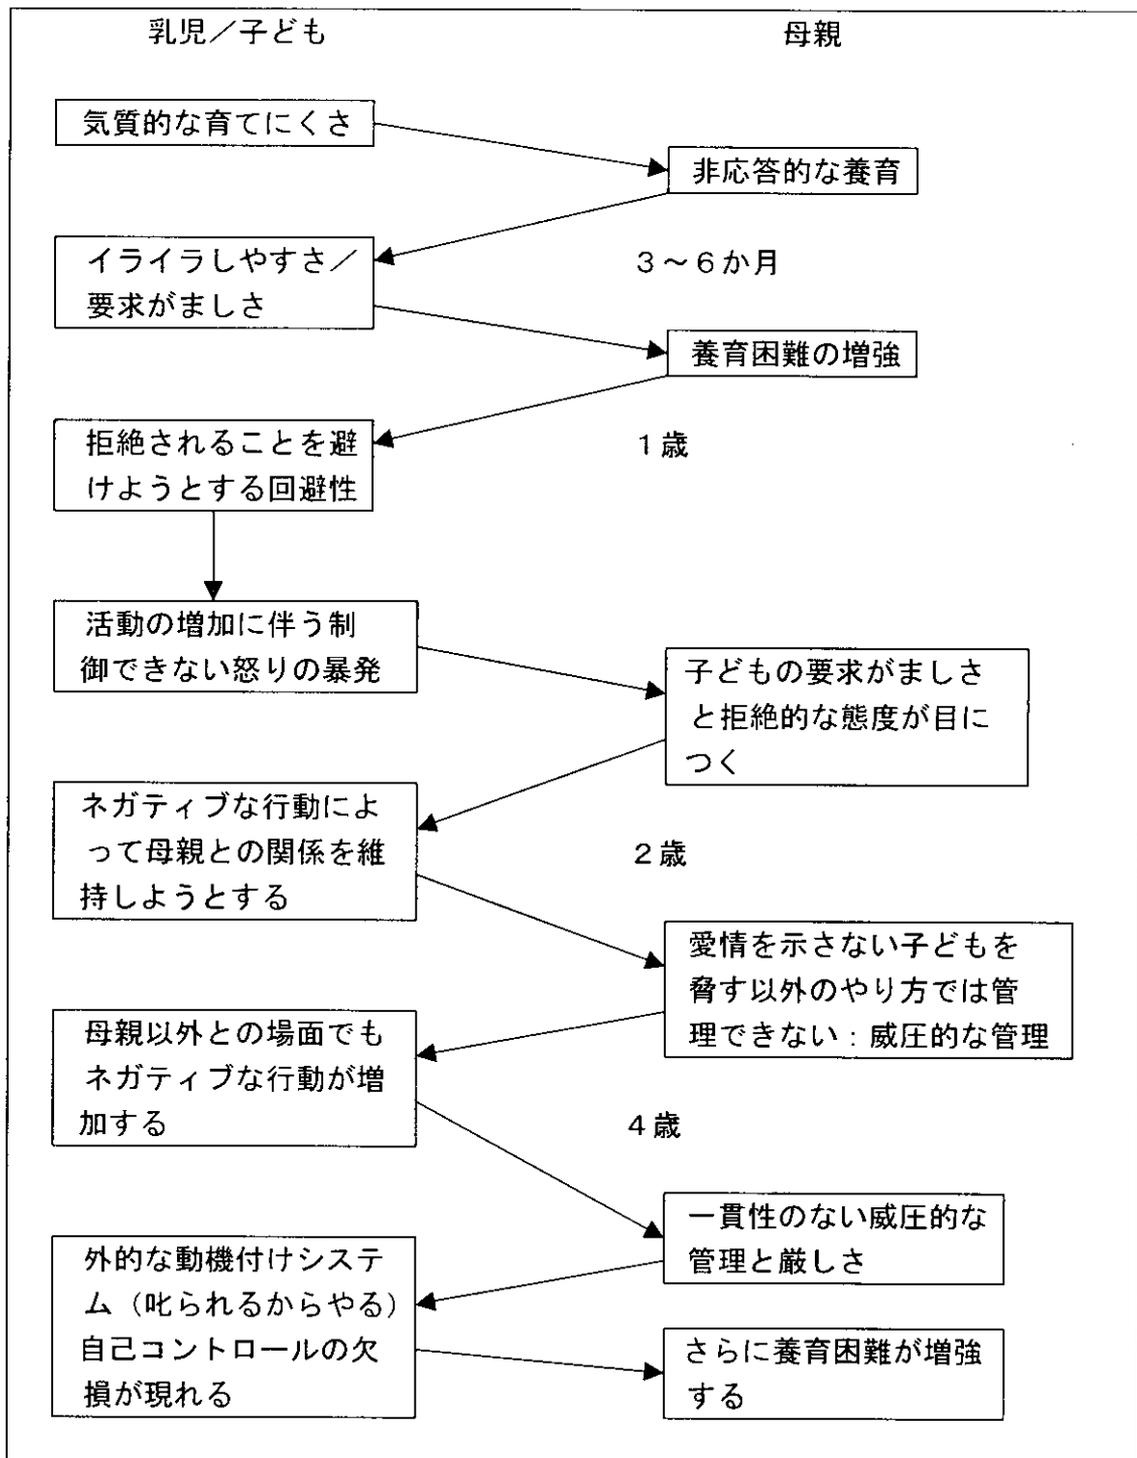 乳児／子ども
母親
気質的な育てにくさ
非応答的な養育
イライラしやすさ／
要求がましさ
３～６か月
養育困難の増強
拒絶されることを避
けようとする回避性
１歳
活動の増加に伴う制
御できない怒りの暴発
子どもの要求がましさ
と拒絶的な態度が目に
つく
ネガティブな行動によ
って母親との関係を維
持しようとする
２歳
愛情を示さない子どもを
脅す以外のやり方では管
理できない：威圧的な管理
母親以外との場面でも
ネガティブな行動が増
加する
４歳
一貫性のない威圧的な
管理と厳しさ
外的な動機付けシステ
ム（叱られるからやる）
自己コントロールの欠
損が現れる
さらに養育困難が増強
する